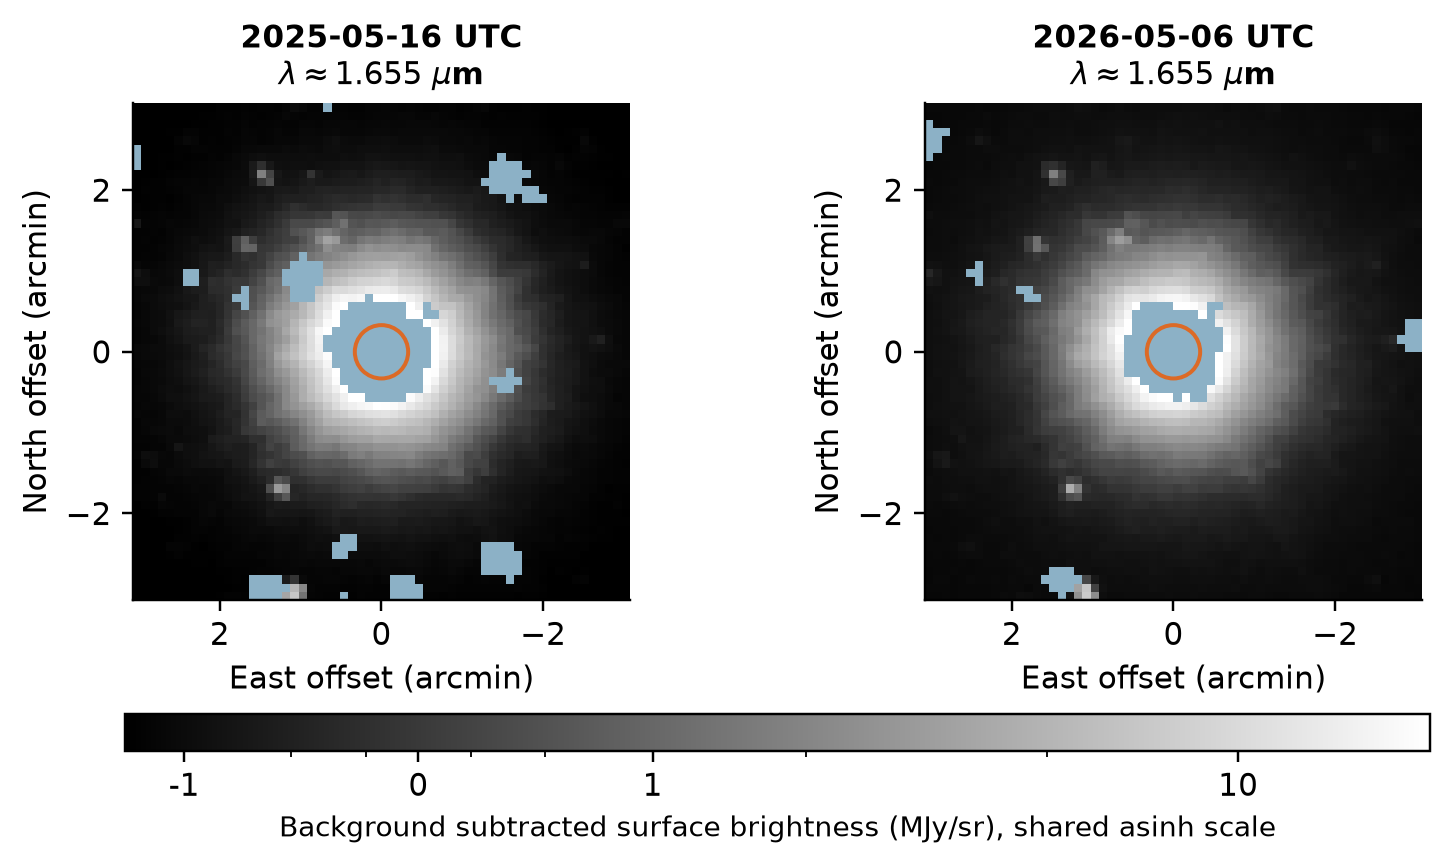 2025-05-16 UTC
λ ≈ 1.655 μm
2026-05-06 UTC
λ ≈ 1.655 μm
North offset (arcmin)
2
0
−2
2
0
−2
East offset (arcmin)
North offset (arcmin)
2
0
−2
2
0
−2
East offset (arcmin)
-1
0
1
10
Background subtracted surface brightness (MJy/sr), shared asinh scale